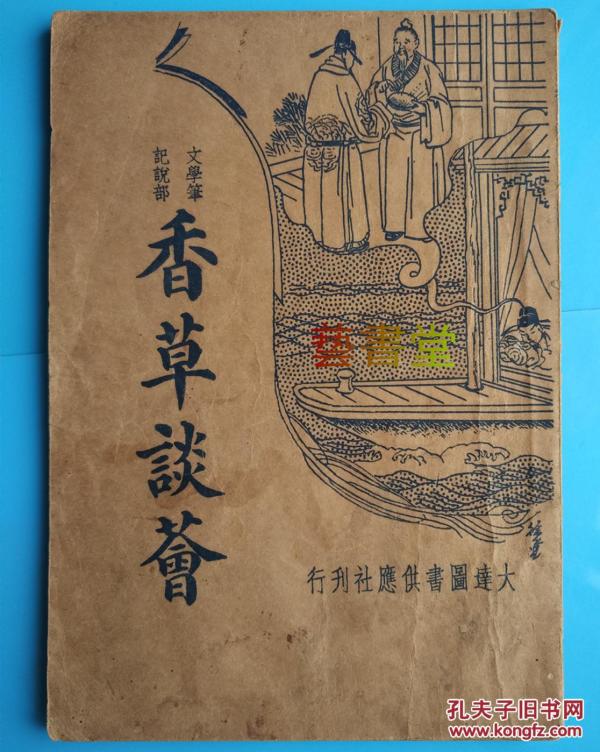 文學筆
記說部
香草談薈
藝書堂
大達圖書供應社刊行
孔夫子旧书网
www.kongfz.com